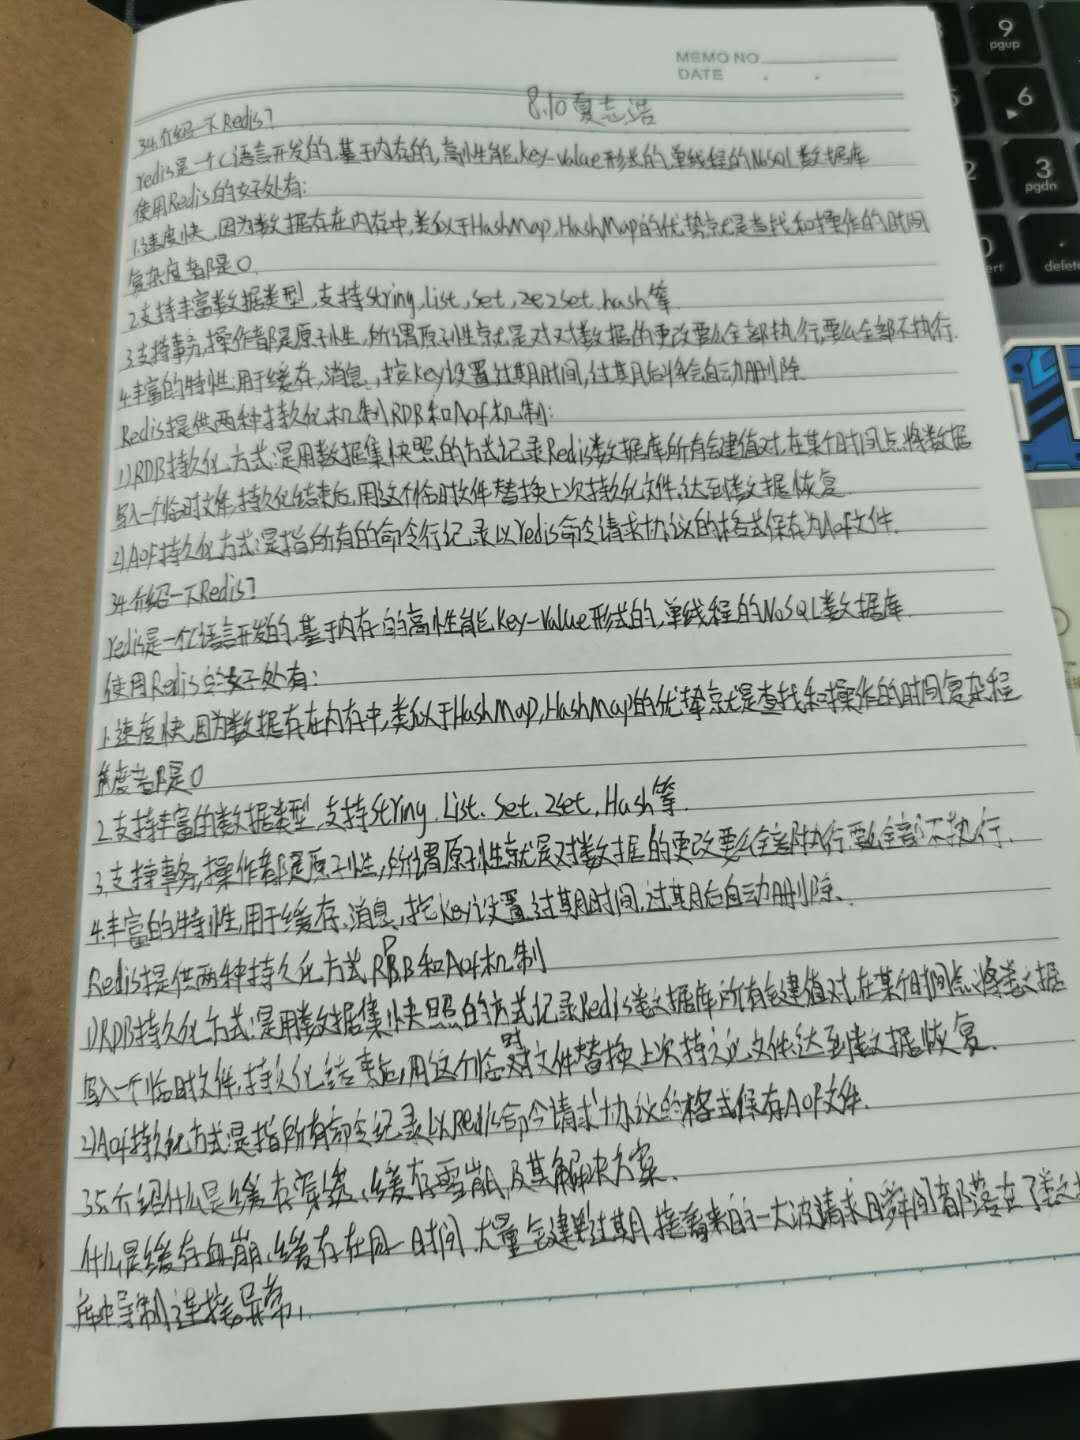 MEMO NO
DATE . .
8.10夏志浩
34.介绍一下Redis?
redis是一个C语言开发的,基于内存的,高性能key-value形式的,单线程的NoSQL数据库
使用Redis的好处有:
1.速度快,因为数据存在内存中,类似于HashMap,HashMap的优势就是查找和操作的时间
复杂度都是O
2.支持丰富数据类型,支持string,list,set,ze2set,hash等
3.支持事务,操作都是原子性,所谓原子性就是对对数据的更改要么全部执行,要么全部不执行.
4.丰富的特性:用于缓存,消息,按key设置过期时间,过期后将会自动删除
Redis提供两种持久化机制RDB和Aof机制:
1)RDB持久化方式:是用数据集快照的方式记录Redis数据库所有键值对,在某个时间点将数据
写入一个临时文件,持久化结束后,用这个临时文件替换上次持久化文件,达到数据恢复
2)AOF持久化方式:是指所有的命令行记录以redis命令请求协议的格式保存为AOF文件.
34.介绍一下Redis?
redis是一个C语言开发的,基于内存的高性能key-value形式的,单线程的NoSQL数据库.
使用Redis的好处有:
1.速度快,因为数据存在内存中,类似于HashMap,HashMap的优势就是查找和操作的时间复杂程
度都是O
2.支持丰富的数据类型,支持string,List,Set,2set,Hash等.
3.支持事务,操作都是原子性,所谓原子性就是对数据的更改要么全部执行,要么全部不执行.
4.丰富的特性,用于缓存,消息,按key设置过期时间,过期后自动删除.
Redis提供两种持久化方式RDB和Aof机制
1)RDB持久化方式:是用数据集快照的方式记录Redis数据库所有键值对,在某个时间点将数据
写入一个临时文件,持久化结束后,用这个临时文件替换上次持久化文件,达到数据恢复.
2)Aof持久化方式:是指所有命令记录以Redis命令请求协议的格式保存AOF文件.
35.介绍什么是缓存穿透,缓存雪崩,及其解决方案.
什么是缓存血崩,缓存在同一时间,大量键过期,接着来的一大波请求瞬间都落在了数据
库中导制连接异常.
9
pgup
6
3
pgdn
2
delete